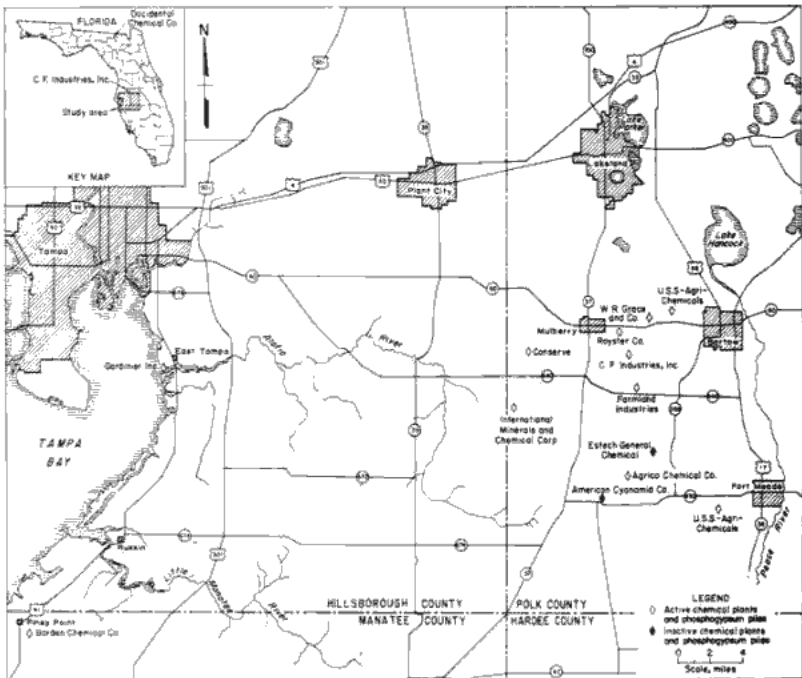 FLORIDA
Occidental
Chemical Co.
C. F. Industries, Inc.
Study area
KEY MAP
N
Plant City
Lakeland
Lake
Hancock
Tampa
U.S.S-Agri-
Chemicals
W R Grace
and Co.
Mulberry
Royster Co.
Bartow
Conserve
C. F. Industries, Inc.
East Tampa
Gardinier Inc.
Alafia
River
Farmland
Industries
International
Minerals and
Chemical Corp
TAMPA
BAY
Estech General
Chemical
Agrico Chemical Co.
Fort Meade
American Cyanamid Co.
U.S.S-Agri-
Chemicals
Peace River
Ruskin
Little
Manatee
River
HILLSBOROUGH COUNTY
POLK COUNTY
MANATEE COUNTY
HARDEE COUNTY
Piney Point
Borden Chemical Co.
LEGEND
Active chemical plants
and phosphogypsum piles
Inactive chemical plants
and phosphogypsum piles
0 2 4
Scale, miles